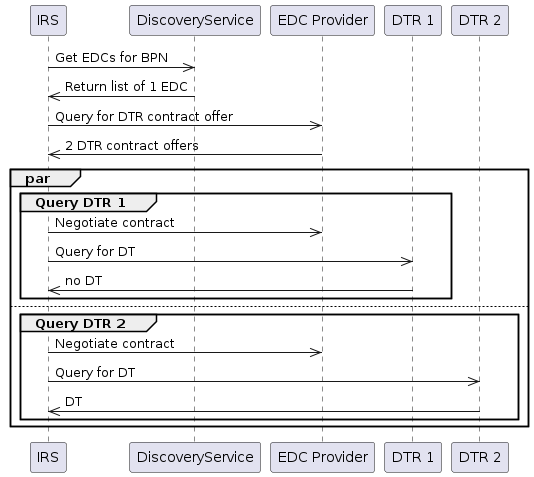 IRS DiscoveryService EDC Provider DTR 1 DTR 2
Get EDCs for BPN
Return list of 1 EDC
Query for DTR contract offer
2 DTR contract offers
par
Query DTR 1
Negotiate contract
Query for DT
no DT
Query DTR 2
Negotiate contract
Query for DT
DT
IRS DiscoveryService EDC Provider DTR 1 DTR 2